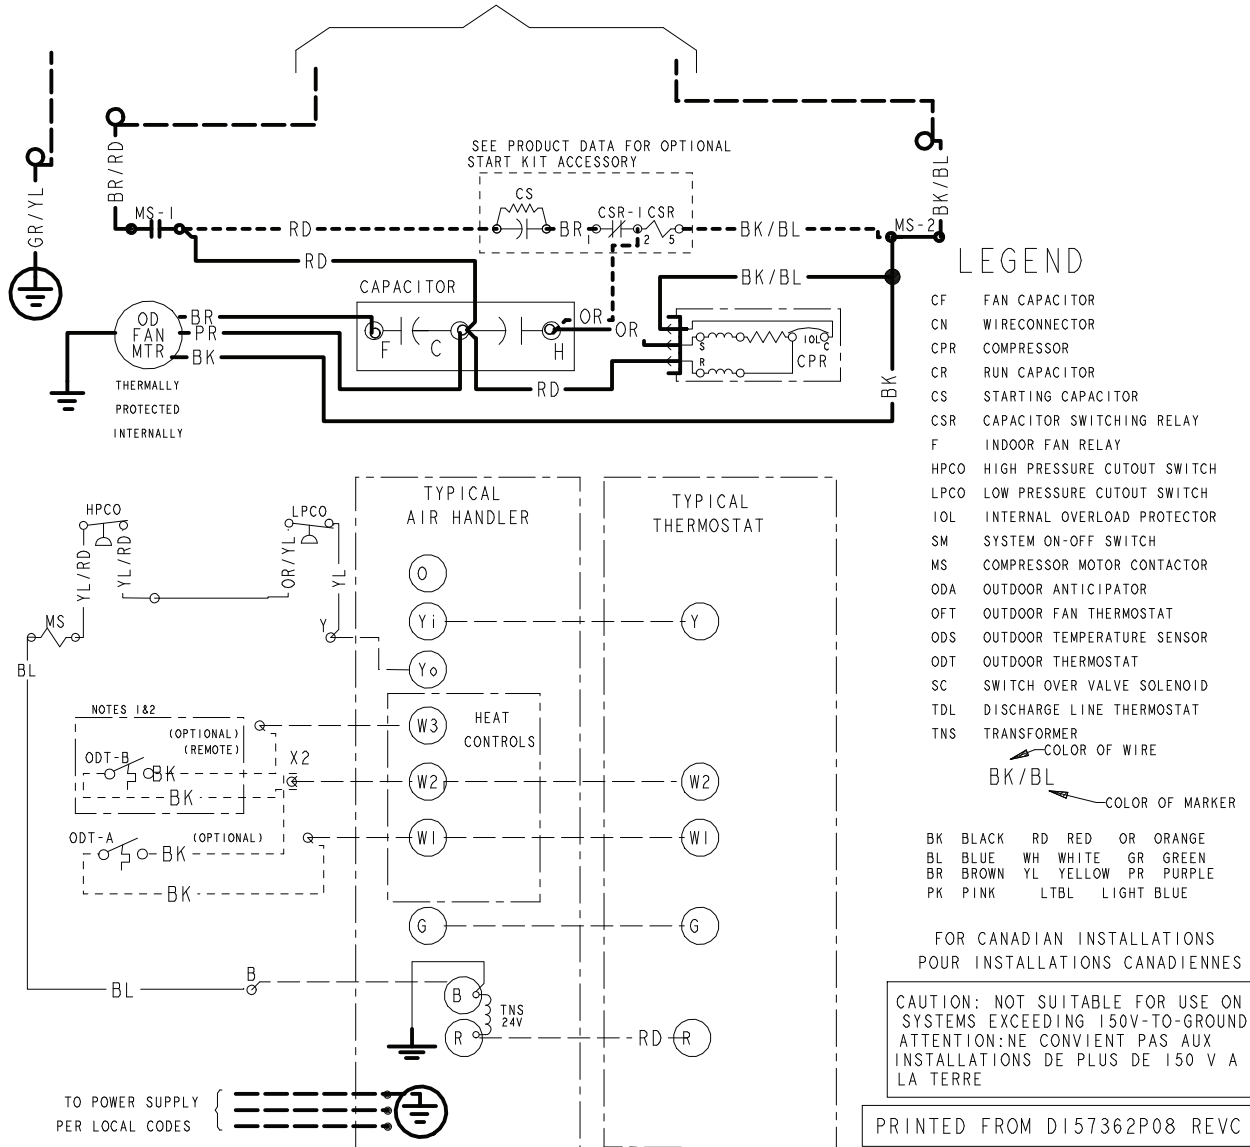 SEE PRODUCT DATA FOR OPTIONAL
START KIT ACCESSORY
BR/RD
GR/YL
BK/BL
MS-1
RD
CS
BR
CSR-1 CSR
1
2
5
BK/BL
MS-2
RD
BK/BL
CAPACITOR
OD
FAN
MTR
BR
PR
BK
F
C
H
OR
OR
S
R
IOL
C
CPR
RD
BK
THERMALLY
PROTECTED
INTERNALLY
LEGEND
CF FAN CAPACITOR
CN WIRECONNECTOR
CPR COMPRESSOR
CR RUN CAPACITOR
CS STARTING CAPACITOR
CSR CAPACITOR SWITCHING RELAY
F INDOOR FAN RELAY
HPCO HIGH PRESSURE CUTOUT SWITCH
LPCO LOW PRESSURE CUTOUT SWITCH
IOL INTERNAL OVERLOAD PROTECTOR
SM SYSTEM ON-OFF SWITCH
MS COMPRESSOR MOTOR CONTACTOR
ODA OUTDOOR ANTICIPATOR
OFT OUTDOOR FAN THERMOSTAT
ODS OUTDOOR TEMPERATURE SENSOR
ODT OUTDOOR THERMOSTAT
SC SWITCH OVER VALVE SOLENOID
TDL DISCHARGE LINE THERMOSTAT
TNS TRANSFORMER
COLOR OF WIRE
BK/BL
COLOR OF MARKER
BK BLACK RD RED OR ORANGE
BL BLUE WH WHITE GR GREEN
BR BROWN YL YELLOW PR PURPLE
PK PINK LTBL LIGHT BLUE
TYPICAL
AIR HANDLER
TYPICAL
THERMOSTAT
HPCO
LPCO
YL/RD
YL/RD
OR/YL
YL
MS
BL
Y
O
Yi
Y
Yo
NOTES 1&2
(OPTIONAL)
(REMOTE)
ODT-B
BK
BK
X2
W3
HEAT
CONTROLS
W2
W2
ODT-A
(OPTIONAL)
BK
BK
W1
W1
G
G
B
BL
B
TNS
24V
R
RD
R
FOR CANADIAN INSTALLATIONS
POUR INSTALLATIONS CANADIENNES
CAUTION: NOT SUITABLE FOR USE ON
SYSTEMS EXCEEDING 150V-TO-GROUND
ATTENTION:NE CONVIENT PAS AUX
INSTALLATIONS DE PLUS DE 150 V A
LA TERRE
TO POWER SUPPLY
PER LOCAL CODES
PRINTED FROM D157362P08 REVC